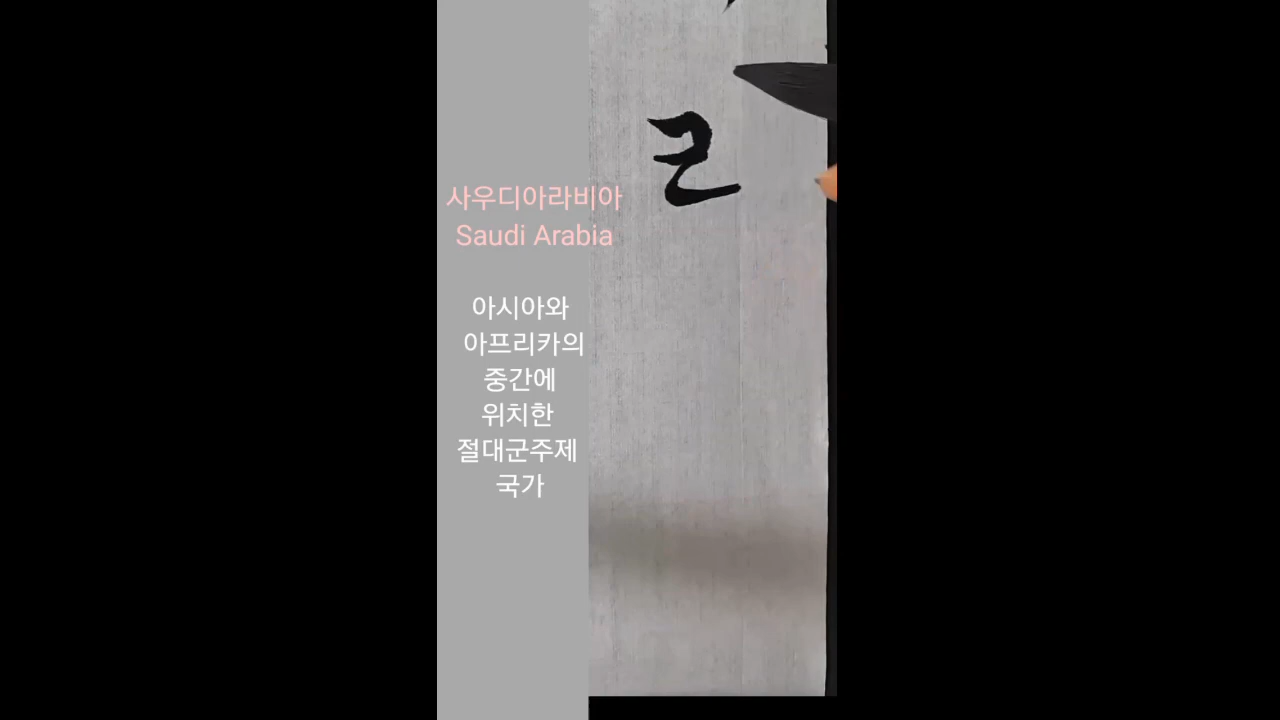 사우디아라비아
Saudi Arabia
아시아와
아프리카의
중간에
위치한
절대군주제
국가
ㄹ